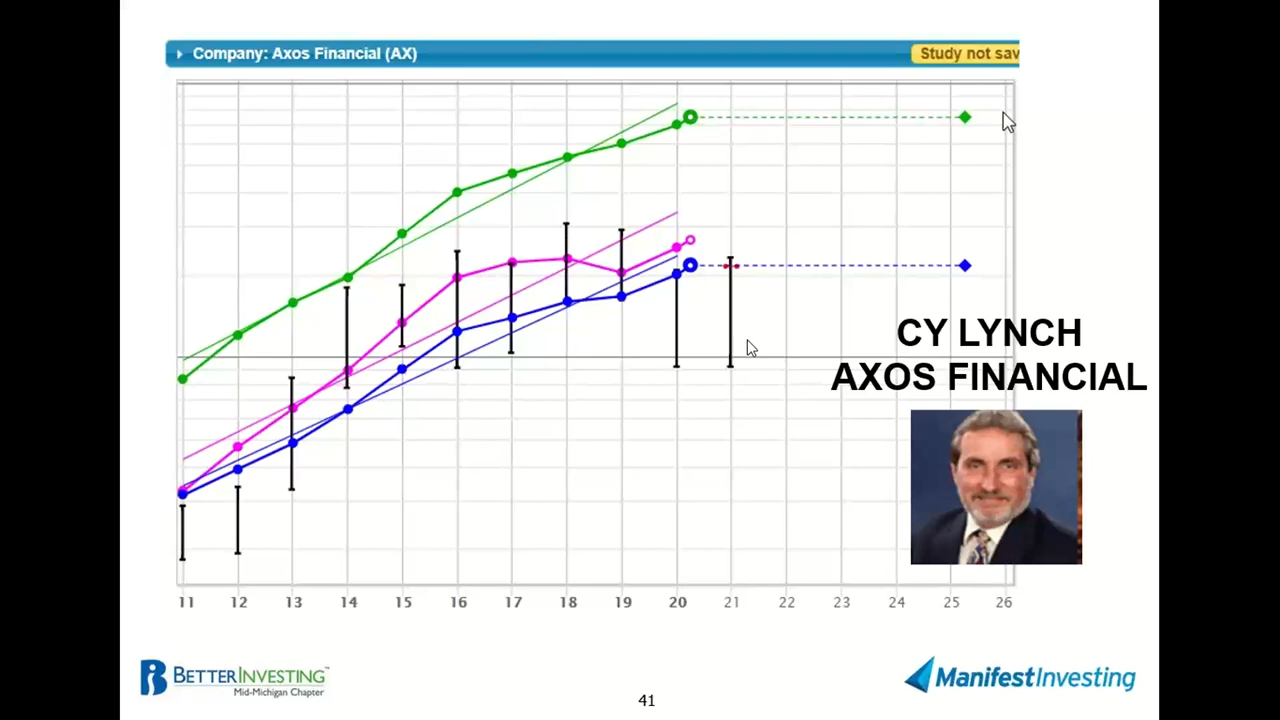 Company: Axos Financial (AX)
Study not sav
CY LYNCH
AXOS FINANCIAL
11 12 13 14 15 16 17 18 19 20 21 22 23 24 25 26
BETTERINVESTING™
Mid-Michigan Chapter
ManifestInvesting
41